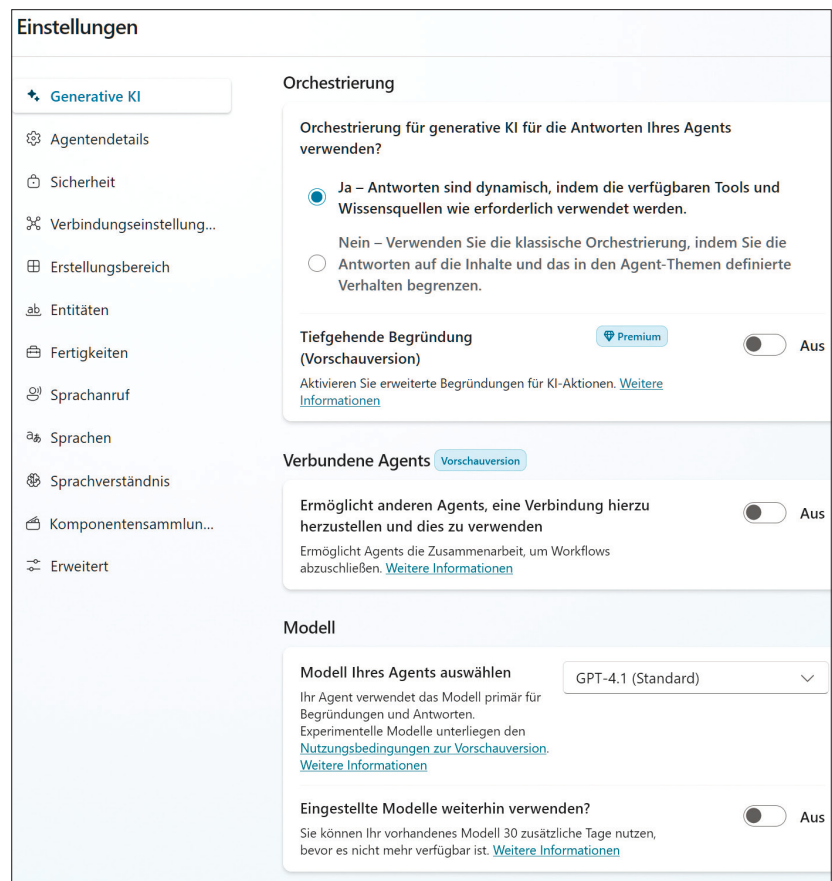 Einstellungen
Generative KI
Agentendetails
Sicherheit
Verbindungseinstellung...
Erstellungsbereich
Entitäten
Fertigkeiten
Sprachanruf
Sprachen
Sprachverständnis
Komponentensammlun...
Erweitert
Orchestrierung
Orchestrierung für generative KI für die Antworten Ihres Agents
verwenden?
Ja – Antworten sind dynamisch, indem die verfügbaren Tools und
Wissensquellen wie erforderlich verwendet werden.
Nein – Verwenden Sie die klassische Orchestrierung, indem Sie die
Antworten auf die Inhalte und das in den Agent-Themen definierte
Verhalten begrenzen.
Tiefgehende Begründung
(Vorschauversion)
Premium
Aus
Aktivieren Sie erweiterte Begründungen für KI-Aktionen. Weitere
Informationen
Verbundene Agents Vorschauversion
Ermöglicht anderen Agents, eine Verbindung hierzu
herzustellen und dies zu verwenden
Aus
Ermöglicht Agents die Zusammenarbeit, um Workflows
abzuschließen. Weitere Informationen
Modell
Modell Ihres Agents auswählen
GPT-4.1 (Standard)
Ihr Agent verwendet das Modell primär für
Begründungen und Antworten.
Experimentelle Modelle unterliegen den
Nutzungsbedingungen zur Vorschauversion.
Weitere Informationen
Eingestellte Modelle weiterhin verwenden?
Aus
Sie können Ihr vorhandenes Modell 30 zusätzliche Tage nutzen,
bevor es nicht mehr verfügbar ist. Weitere Informationen